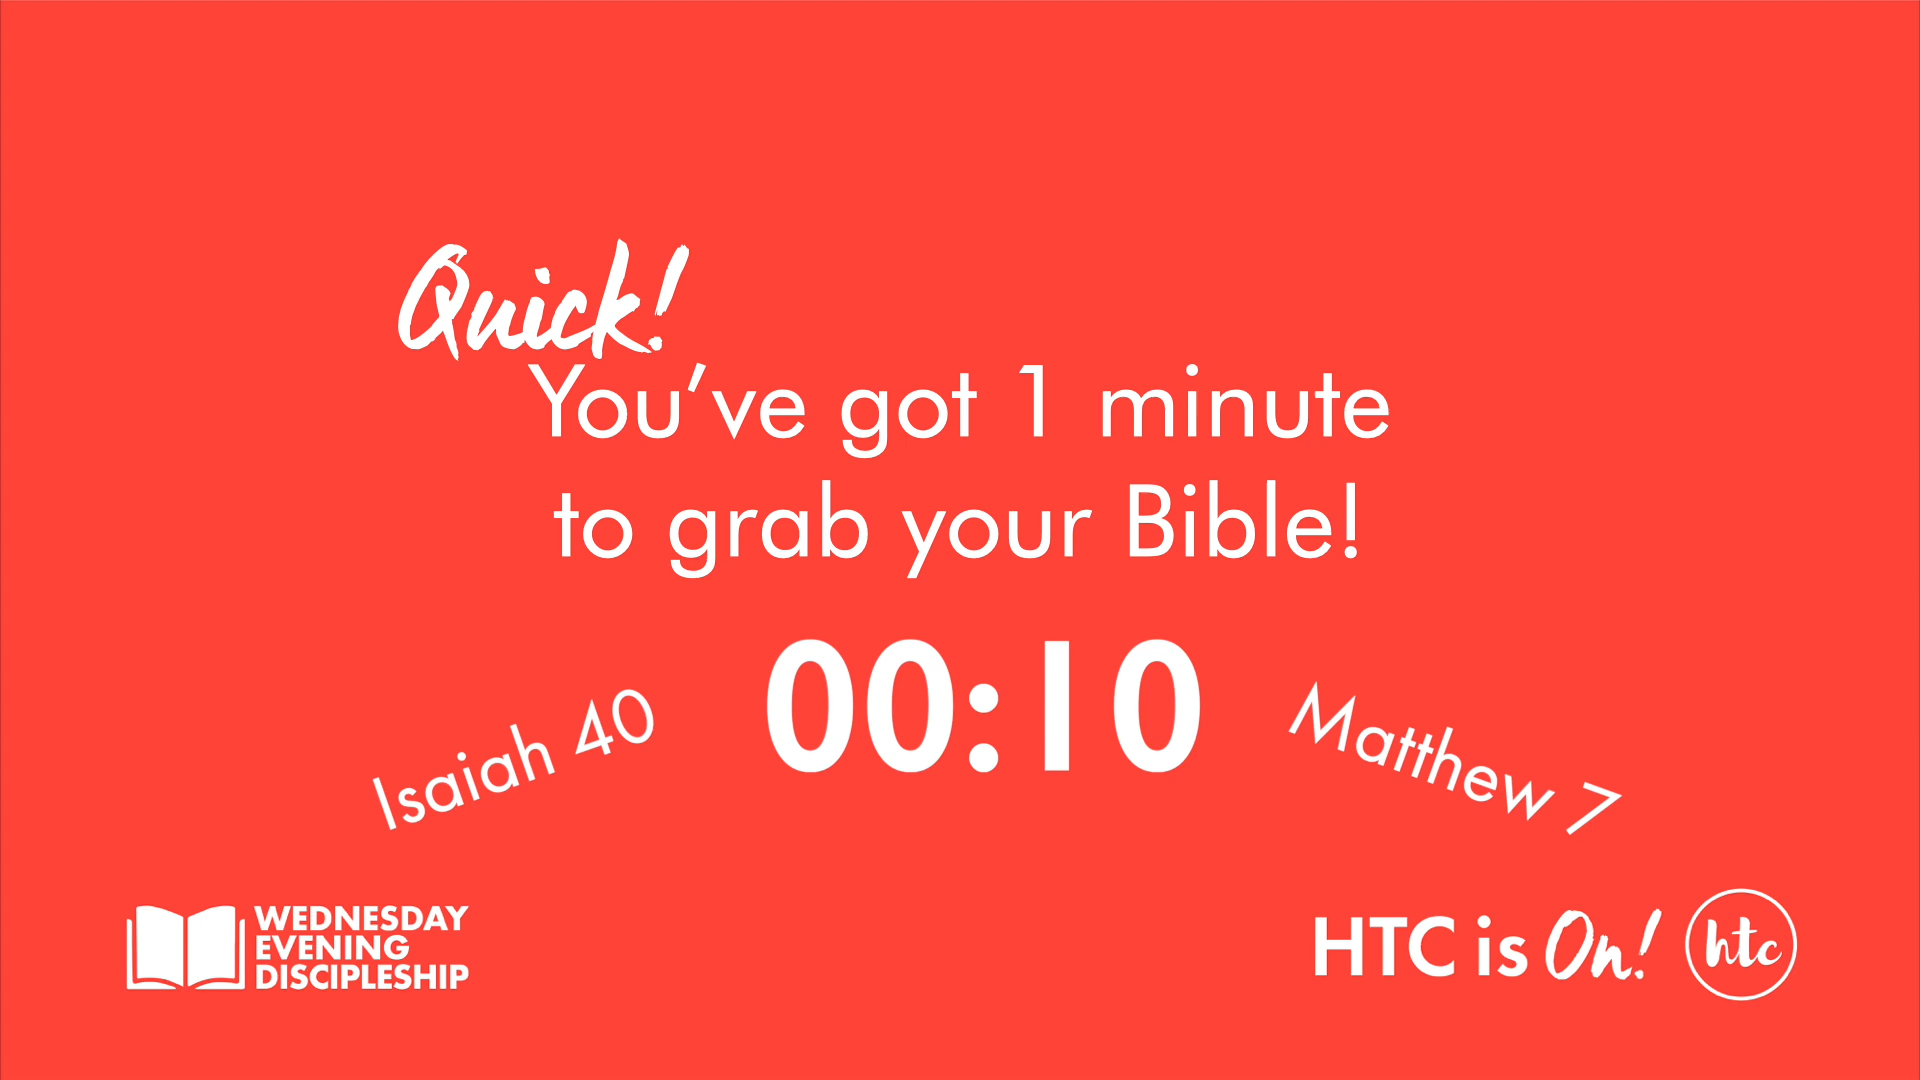 Quick!
You’ve got 1 minute
to grab your Bible!
00:10
Isaiah 40
Matthew 7
WEDNESDAY
EVENING
DISCIPLESHIP
HTC is On!
htc